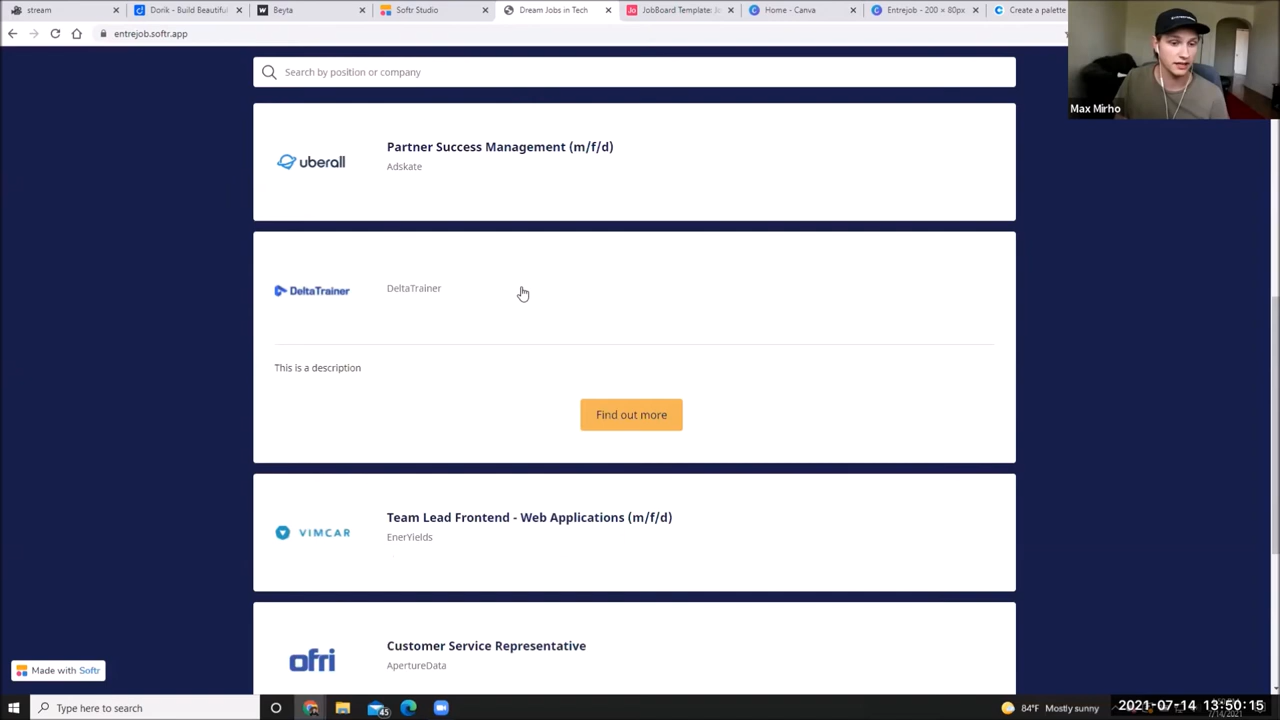 stream
Dorik - Build Beautiful
Beyta
Softr Studio
Dream Jobs in Tech
JobBoard Template: J
Home - Canva
Entrejob - 200 × 80px
Create a palette
entrejob.softr.app
Max Mirho
Search by position or company
uberall
Partner Success Management (m/f/d)
Adskate
DeltaTrainer
DeltaTrainer
This is a description
Find out more
VIMCAR
Team Lead Frontend - Web Applications (m/f/d)
EnerYields
ofri
Customer Service Representative
ApertureData
Made with Softr
Type here to search
45
84°F Mostly sunny
2021-07-14 13:50:15